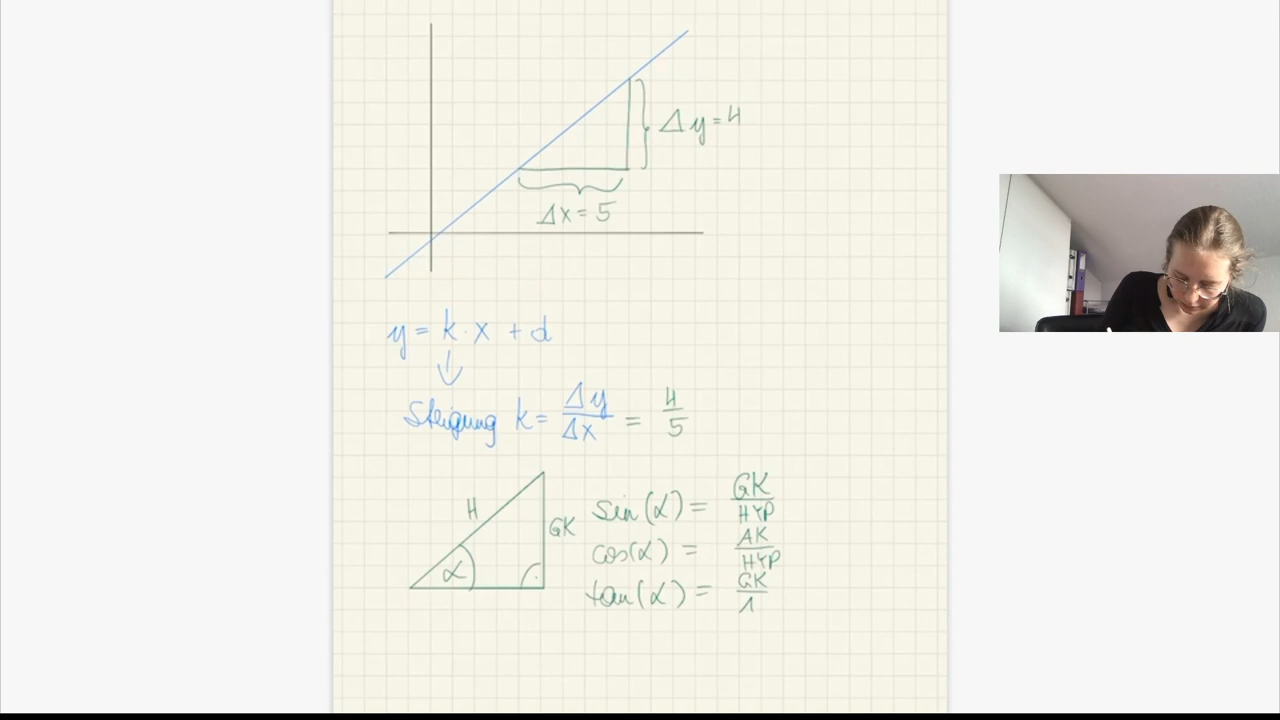 Δy = 4
Δx = 5
y = k · x + d
↓
Steigung k = Δy/Δx = 4/5
H
GK
α
sin(α) = GK/HYP
cos(α) = AK/HYP
tan(α) = GK/